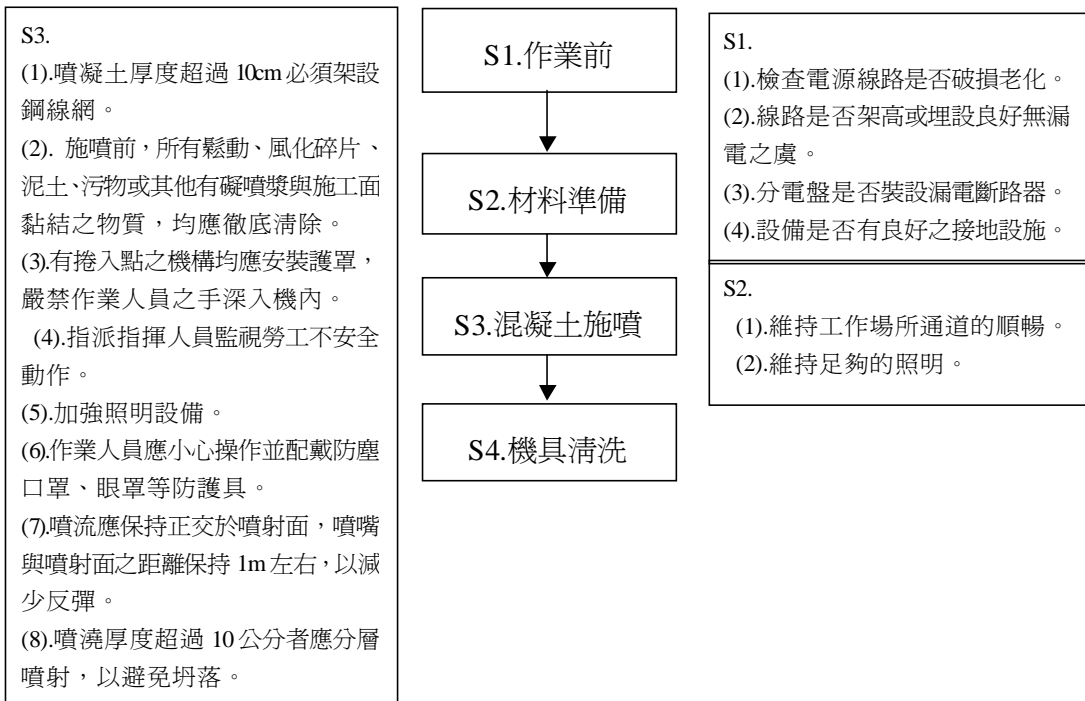 S3.
(1).噴凝土厚度超過 10cm 必須架設
鋼線網。
(2). 施噴前，所有鬆動、風化碎片、
泥土、污物或其他有礙噴漿與施工面
黏結之物質，均應徹底清除。
(3).有捲入點之機構均應安裝護罩，
嚴禁作業人員之手深入機內。
(4).指派指揮人員監視勞工不安全
動作。
(5).加強照明設備。
(6).作業人員應小心操作並配戴防塵
口罩、眼罩等防護具。
(7).噴流應保持正交於噴射面，噴嘴
與噴射面之距離保持 1m 左右，以減
少反彈。
(8).噴澆厚度超過 10 公分者應分層
噴射，以避免坍落。
S1.作業前
S2.材料準備
S3.混凝土施噴
S4.機具清洗
S1.
(1).檢查電源線路是否破損老化。
(2).線路是否架高或埋設良好無漏
電之虞。
(3).分電盤是否裝設漏電斷路器。
(4).設備是否有良好之接地設施。
S2.
(1).維持工作場所通道的順暢。
(2).維持足夠的照明。